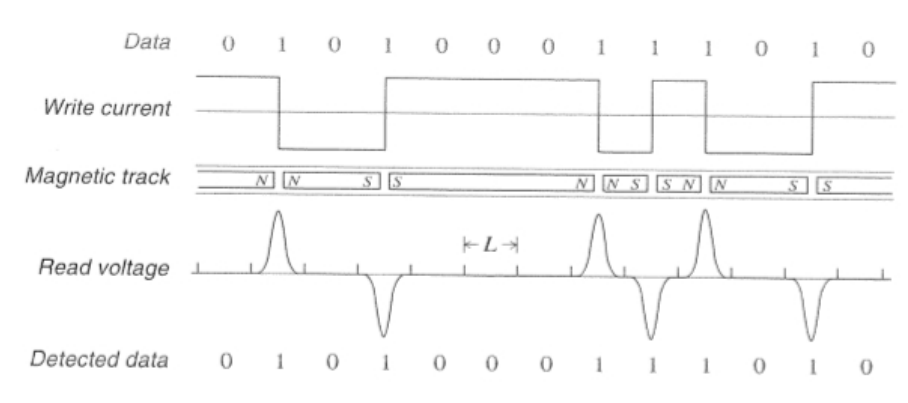 Data 0 1 0 1 0 0 0 1 1 1 0 1 0
Write current
Magnetic track N N S S N N S S N N S S
L
Read voltage
Detected data 0 1 0 1 0 0 0 1 1 1 0 1 0